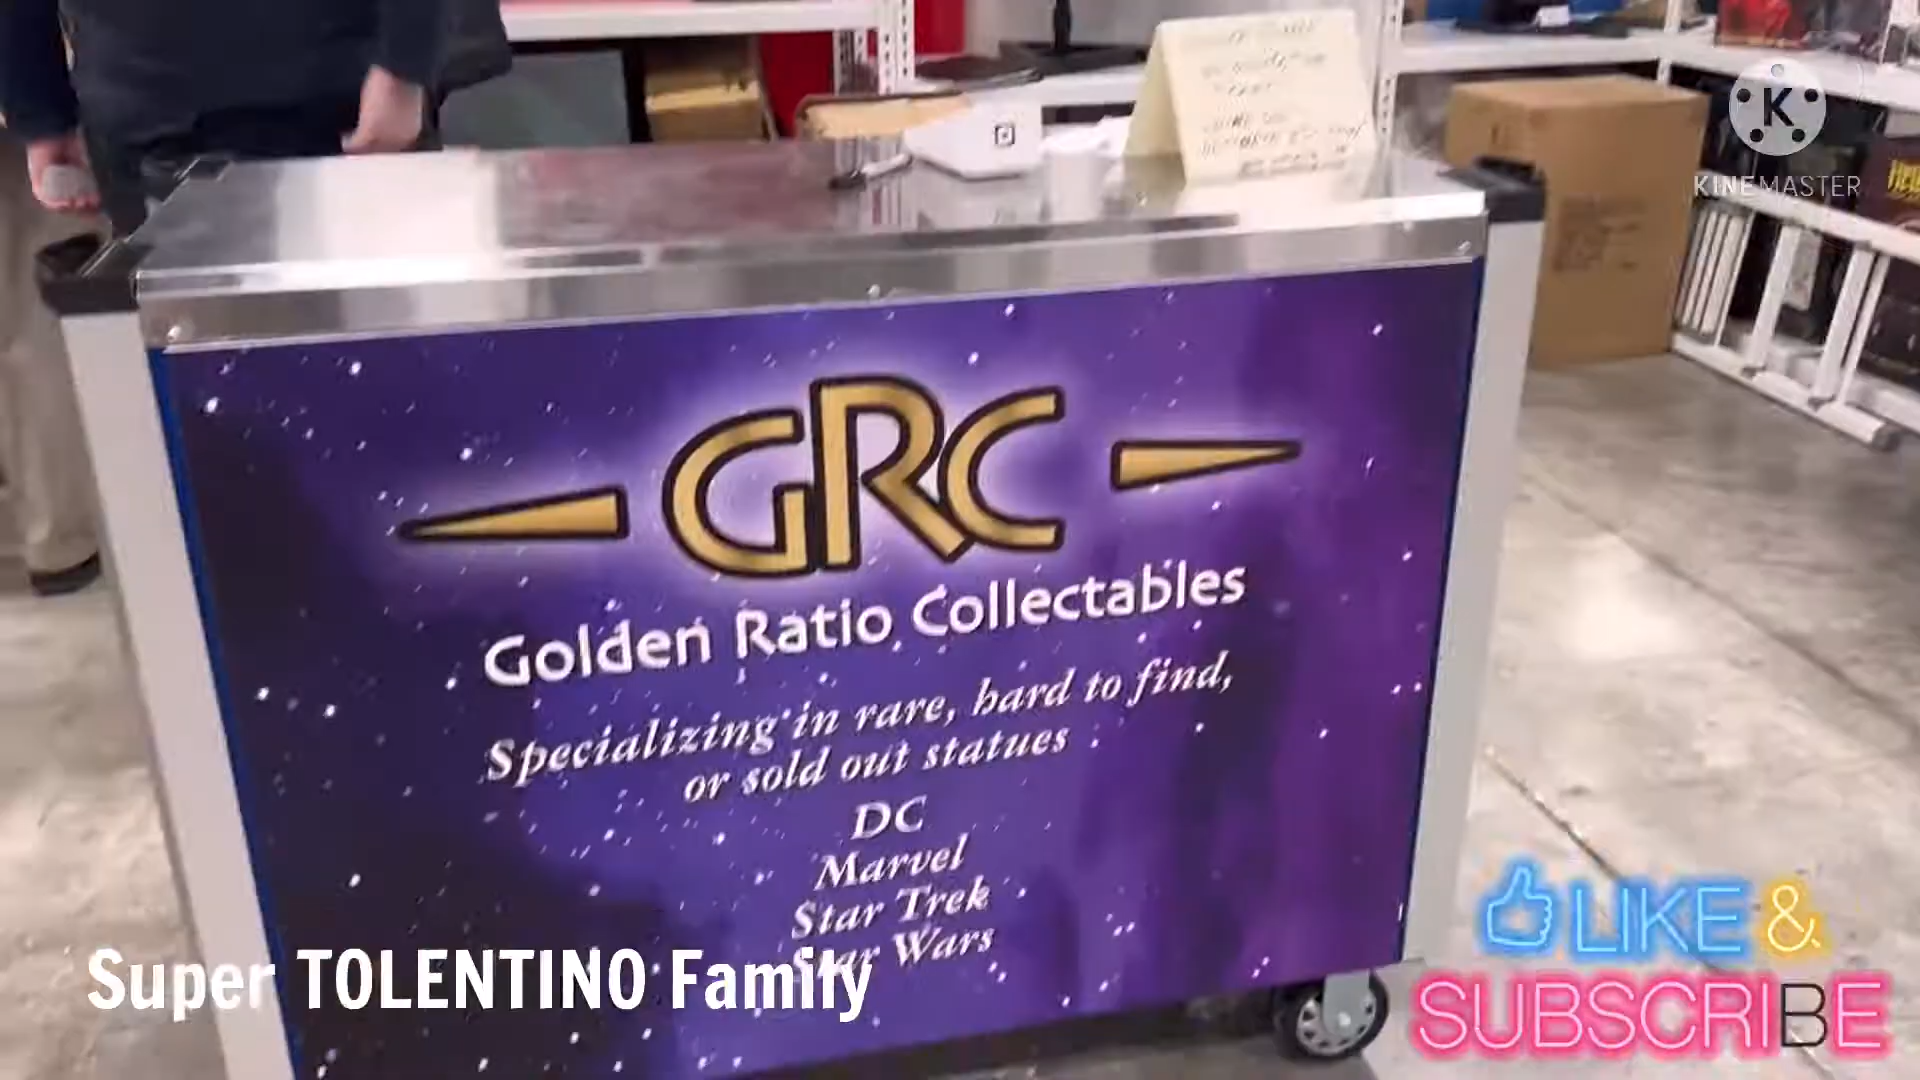 KINEMASTER
GRC
Golden Ratio Collectables
Specializing in rare, hard to find,
or sold out statues
DC
Marvel
Star Trek
Star Wars
Super TOLENTINO Family
LIKE &
SUBSCRIBE